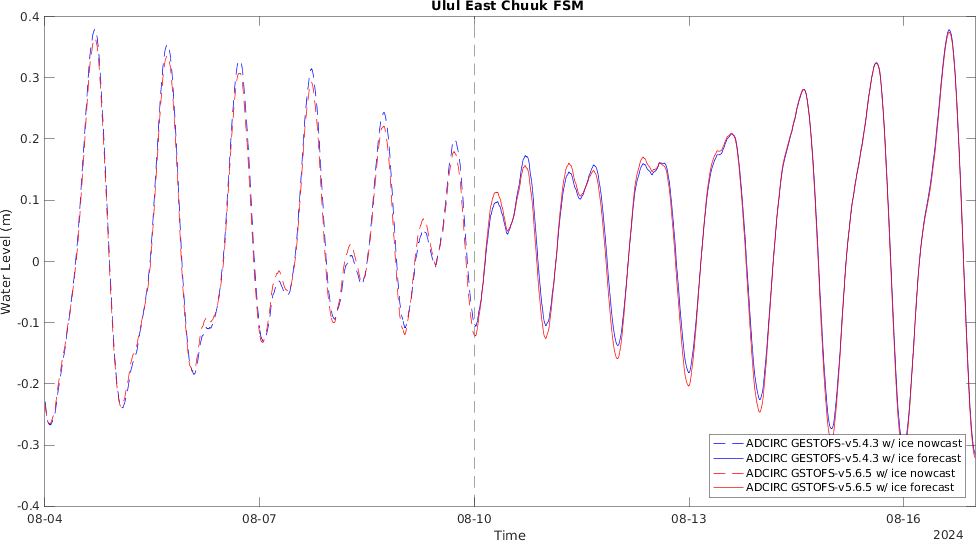 Ulul East Chuuk FSM
0.4
0.3
0.2
0.1
0
-0.1
-0.2
-0.3
-0.4
Water Level (m)
08-04
08-07
08-10
08-13
08-16
Time
2024
ADCIRC GESTOFS-v5.4.3 w/ ice nowcast
ADCIRC GESTOFS-v5.4.3 w/ ice forecast
ADCIRC GSTOFS-v5.6.5 w/ ice nowcast
ADCIRC GSTOFS-v5.6.5 w/ ice forecast